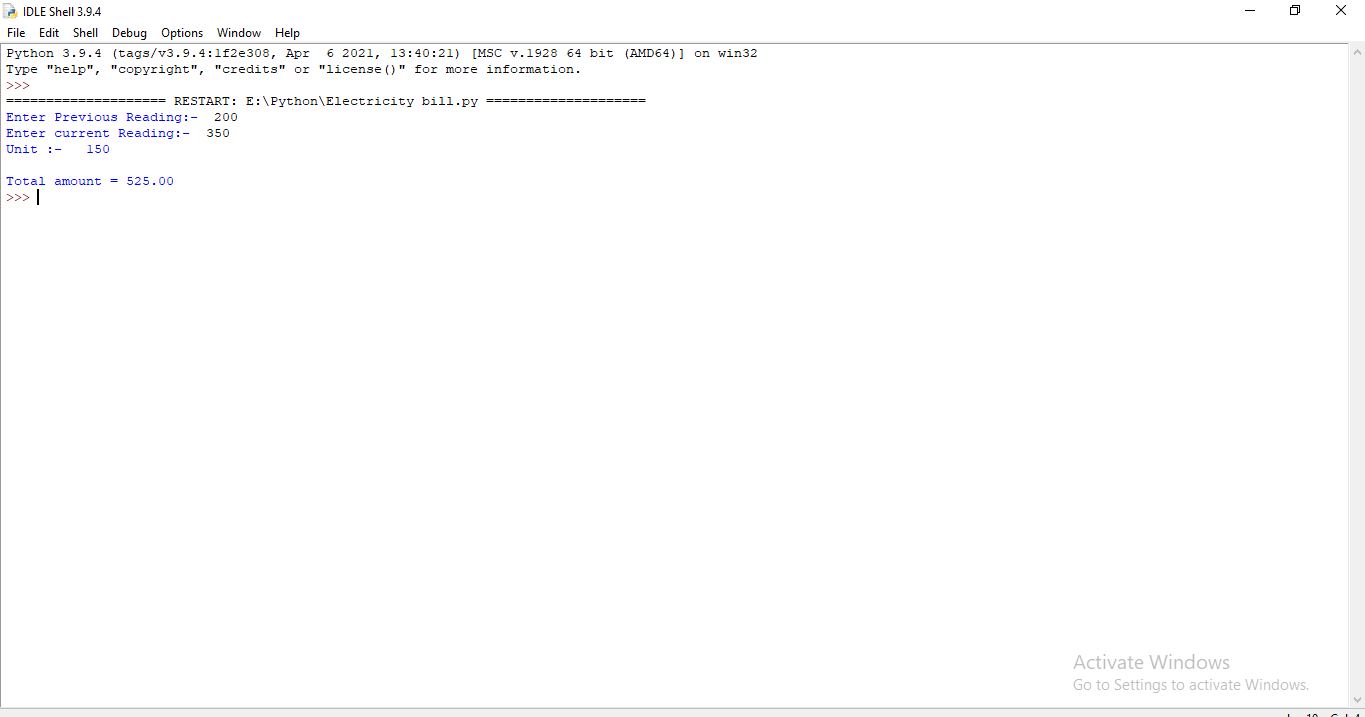 IDLE Shell 3.9.4
File Edit Shell Debug Options Window Help
Python 3.9.4 (tags/v3.9.4:1f2e308, Apr  6 2021, 13:40:21) [MSC v.1928 64 bit (AMD64)] on win32
Type "help", "copyright", "credits" or "license()" for more information.
>>>
==================== RESTART: E:\Python\Electricity bill.py ====================
Enter Previous Reading:-  200
Enter current Reading:-  350
Unit :-   150
Total amount = 525.00
>>>
Activate Windows
Go to Settings to activate Windows.